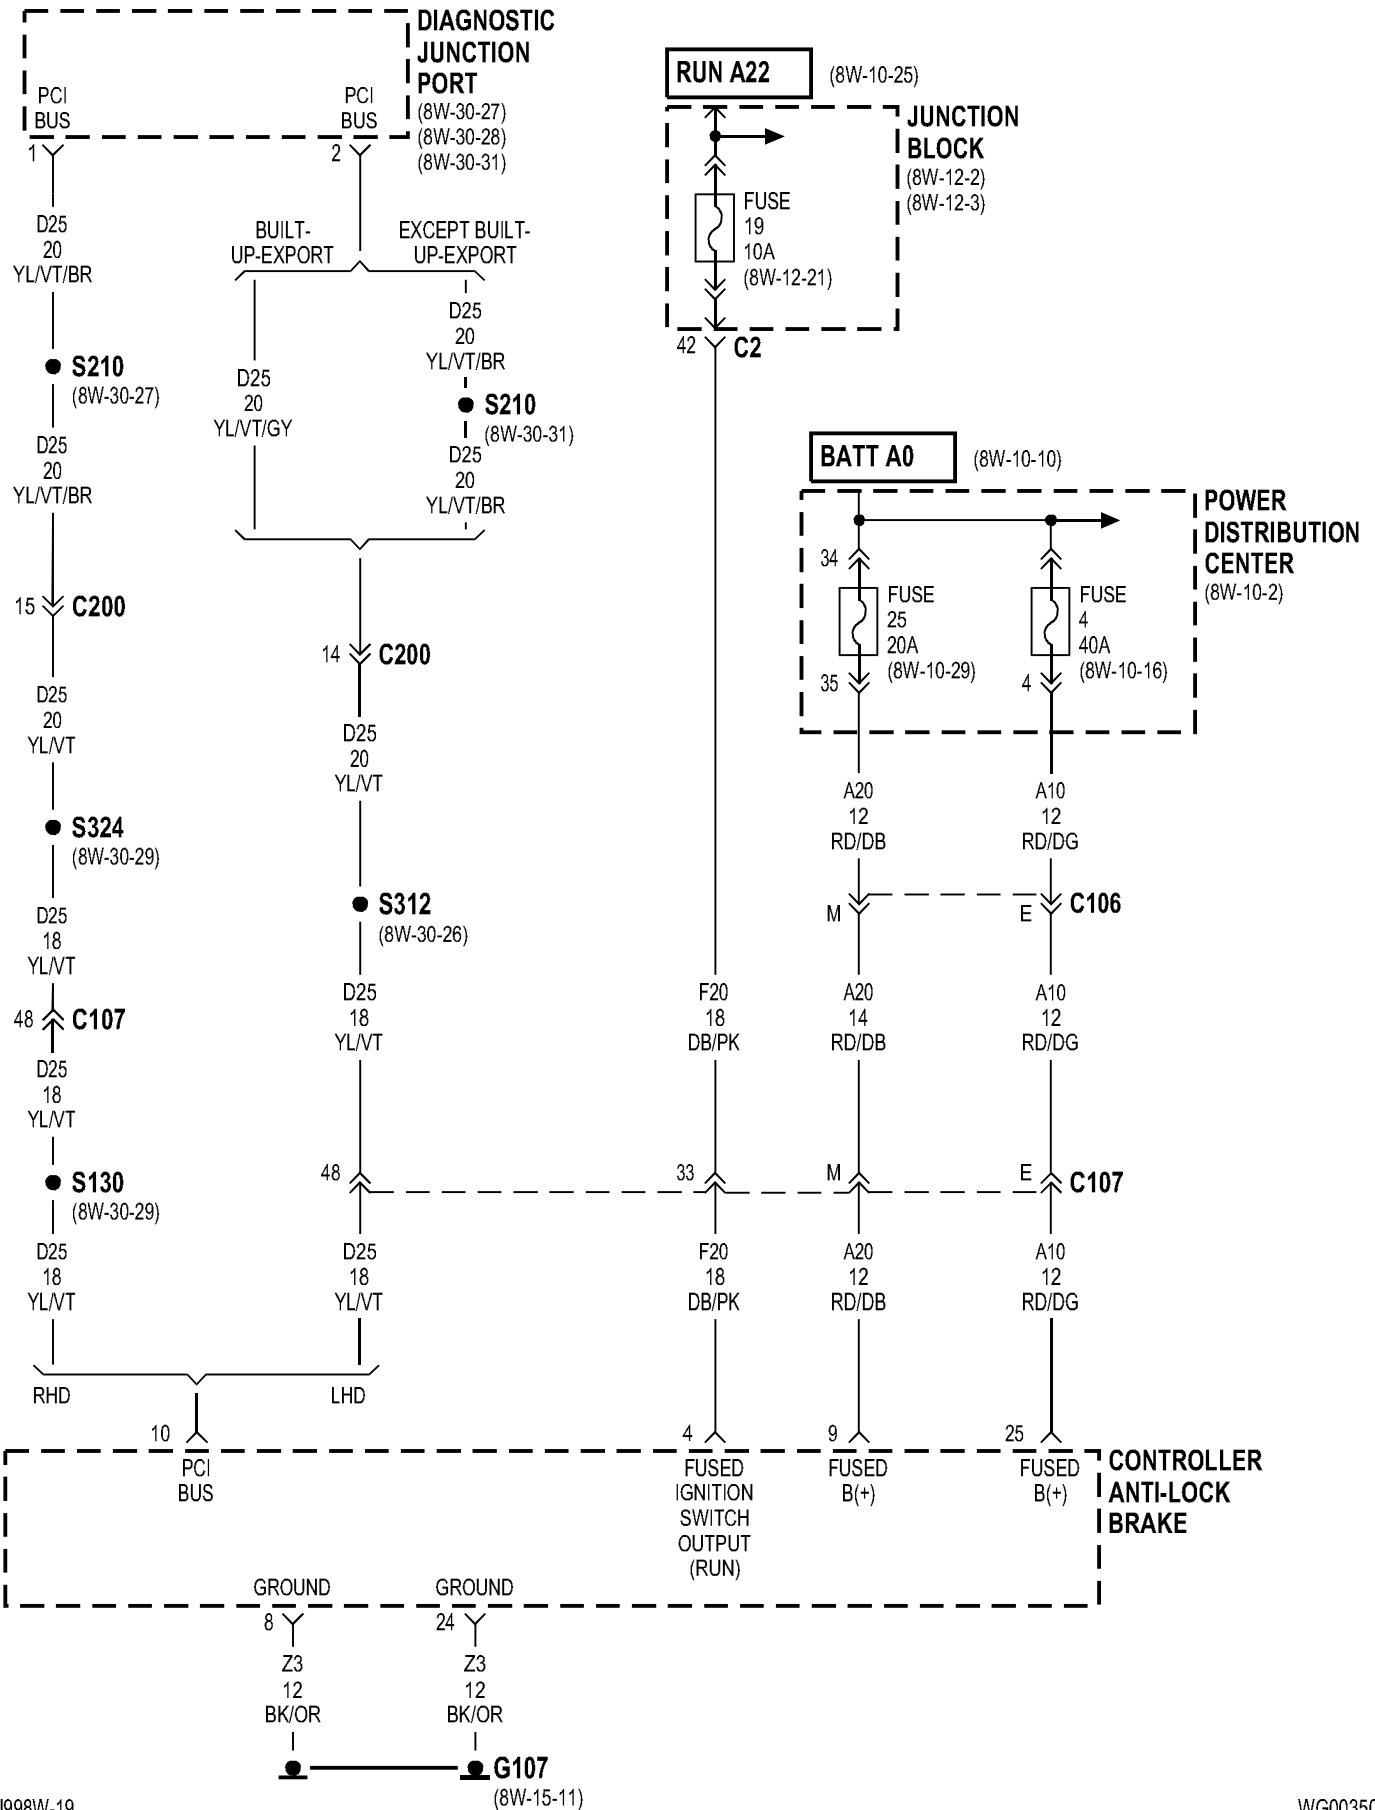 DIAGNOSTIC
JUNCTION
PORT
(8W-30-27)
(8W-30-28)
(8W-30-31)
PCI
BUS
PCI
BUS
1
2
RUN A22
(8W-10-25)
JUNCTION
BLOCK
(8W-12-2)
(8W-12-3)
FUSE
19
10A
(8W-12-21)
42
C2
D25
20
YL/VT/BR
BUILT-
UP-EXPORT
EXCEPT BUILT-
UP-EXPORT
D25
20
YL/VT/BR
S210
(8W-30-27)
D25
20
YL/VT/GY
S210
(8W-30-31)
D25
20
YL/VT/BR
D25
20
YL/VT/BR
BATT A0
(8W-10-10)
POWER
DISTRIBUTION
CENTER
(8W-10-2)
34
FUSE
25
20A
(8W-10-29)
35
FUSE
4
40A
(8W-10-16)
4
15
C200
14
C200
D25
20
YL/VT
D25
20
YL/VT
A20
12
RD/DB
A10
12
RD/DG
S324
(8W-30-29)
S312
(8W-30-26)
M
E
C106
D25
18
YL/VT
D25
18
YL/VT
F20
18
DB/PK
A20
14
RD/DB
A10
12
RD/DG
48
C107
D25
18
YL/VT
S130
(8W-30-29)
48
33
M
E
C107
D25
18
YL/VT
D25
18
YL/VT
F20
18
DB/PK
A20
12
RD/DB
A10
12
RD/DG
RHD
LHD
10
4
9
25
PCI
BUS
FUSED
IGNITION
SWITCH
OUTPUT
(RUN)
FUSED
B(+)
FUSED
B(+)
CONTROLLER
ANTI-LOCK
BRAKE
GROUND
GROUND
8
24
Z3
12
BK/OR
Z3
12
BK/OR
G107
(8W-15-11)